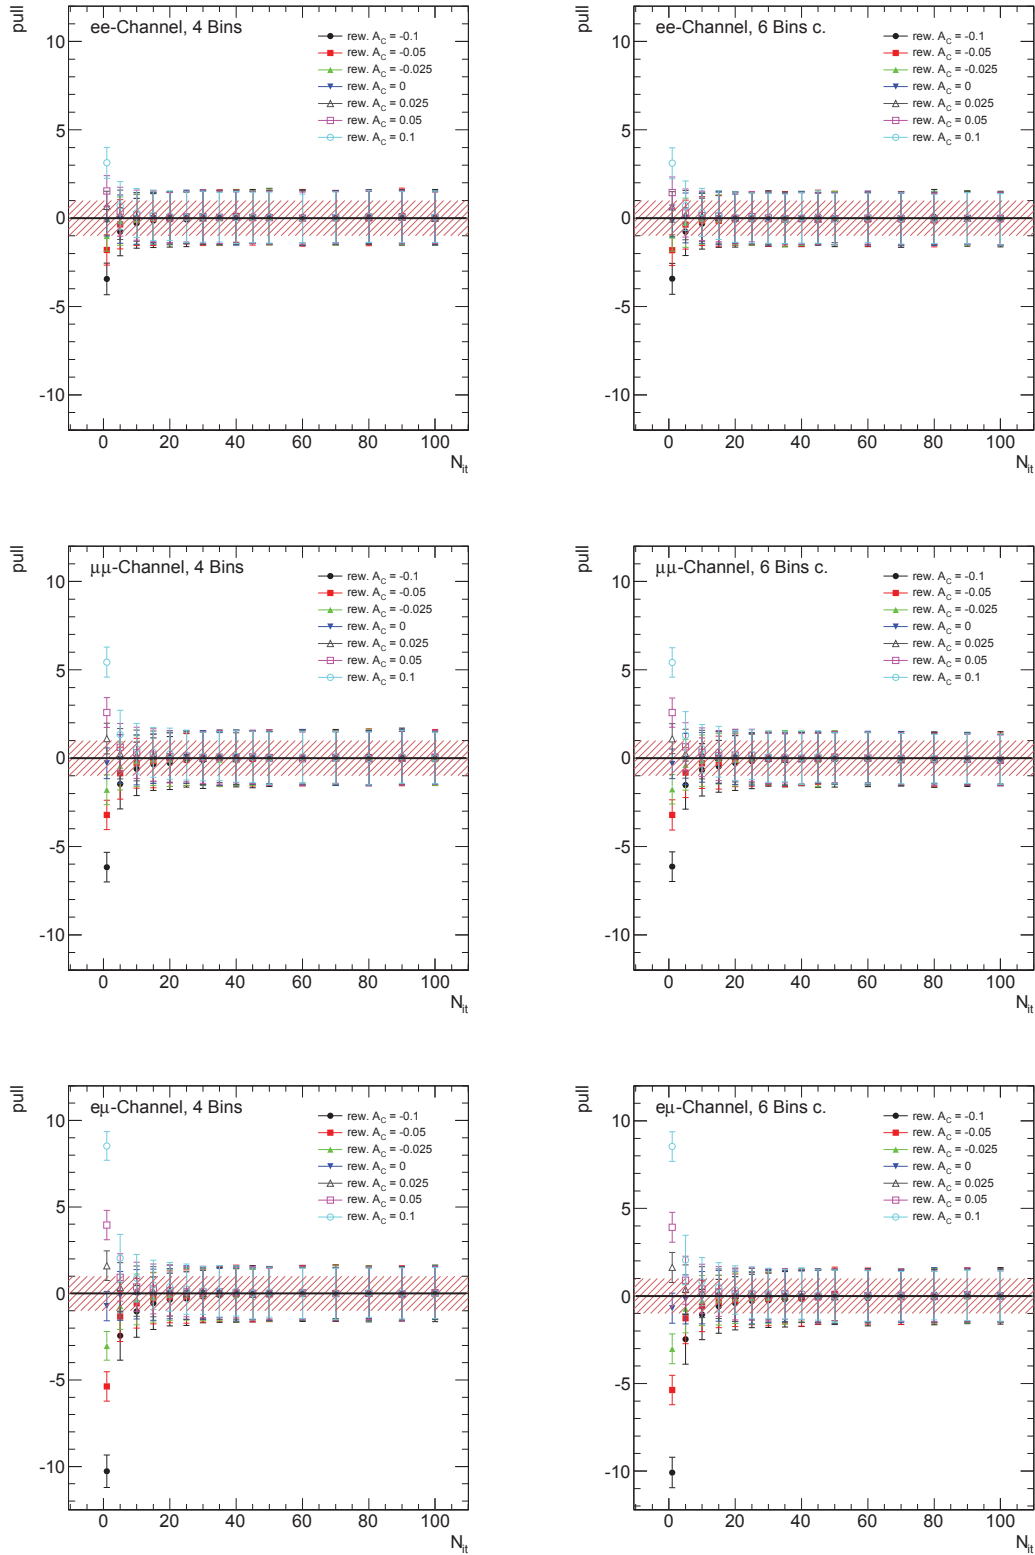 pull
ee-Channel, 4 Bins
rew. A_C = -0.1
rew. A_C = -0.05
rew. A_C = -0.025
rew. A_C = 0
rew. A_C = 0.025
rew. A_C = 0.05
rew. A_C = 0.1
10
5
0
-5
-10
0 20 40 60 80 100
N_it
pull
ee-Channel, 6 Bins c.
rew. A_C = -0.1
rew. A_C = -0.05
rew. A_C = -0.025
rew. A_C = 0
rew. A_C = 0.025
rew. A_C = 0.05
rew. A_C = 0.1
10
5
0
-5
-10
0 20 40 60 80 100
N_it
pull
μμ-Channel, 4 Bins
rew. A_C = -0.1
rew. A_C = -0.05
rew. A_C = -0.025
rew. A_C = 0
rew. A_C = 0.025
rew. A_C = 0.05
rew. A_C = 0.1
10
5
0
-5
-10
0 20 40 60 80 100
N_it
pull
μμ-Channel, 6 Bins c.
rew. A_C = -0.1
rew. A_C = -0.05
rew. A_C = -0.025
rew. A_C = 0
rew. A_C = 0.025
rew. A_C = 0.05
rew. A_C = 0.1
10
5
0
-5
-10
0 20 40 60 80 100
N_it
pull
eμ-Channel, 4 Bins
rew. A_C = -0.1
rew. A_C = -0.05
rew. A_C = -0.025
rew. A_C = 0
rew. A_C = 0.025
rew. A_C = 0.05
rew. A_C = 0.1
10
5
0
-5
-10
0 20 40 60 80 100
N_it
pull
eμ-Channel, 6 Bins c.
rew. A_C = -0.1
rew. A_C = -0.05
rew. A_C = -0.025
rew. A_C = 0
rew. A_C = 0.025
rew. A_C = 0.05
rew. A_C = 0.1
10
5
0
-5
-10
0 20 40 60 80 100
N_it